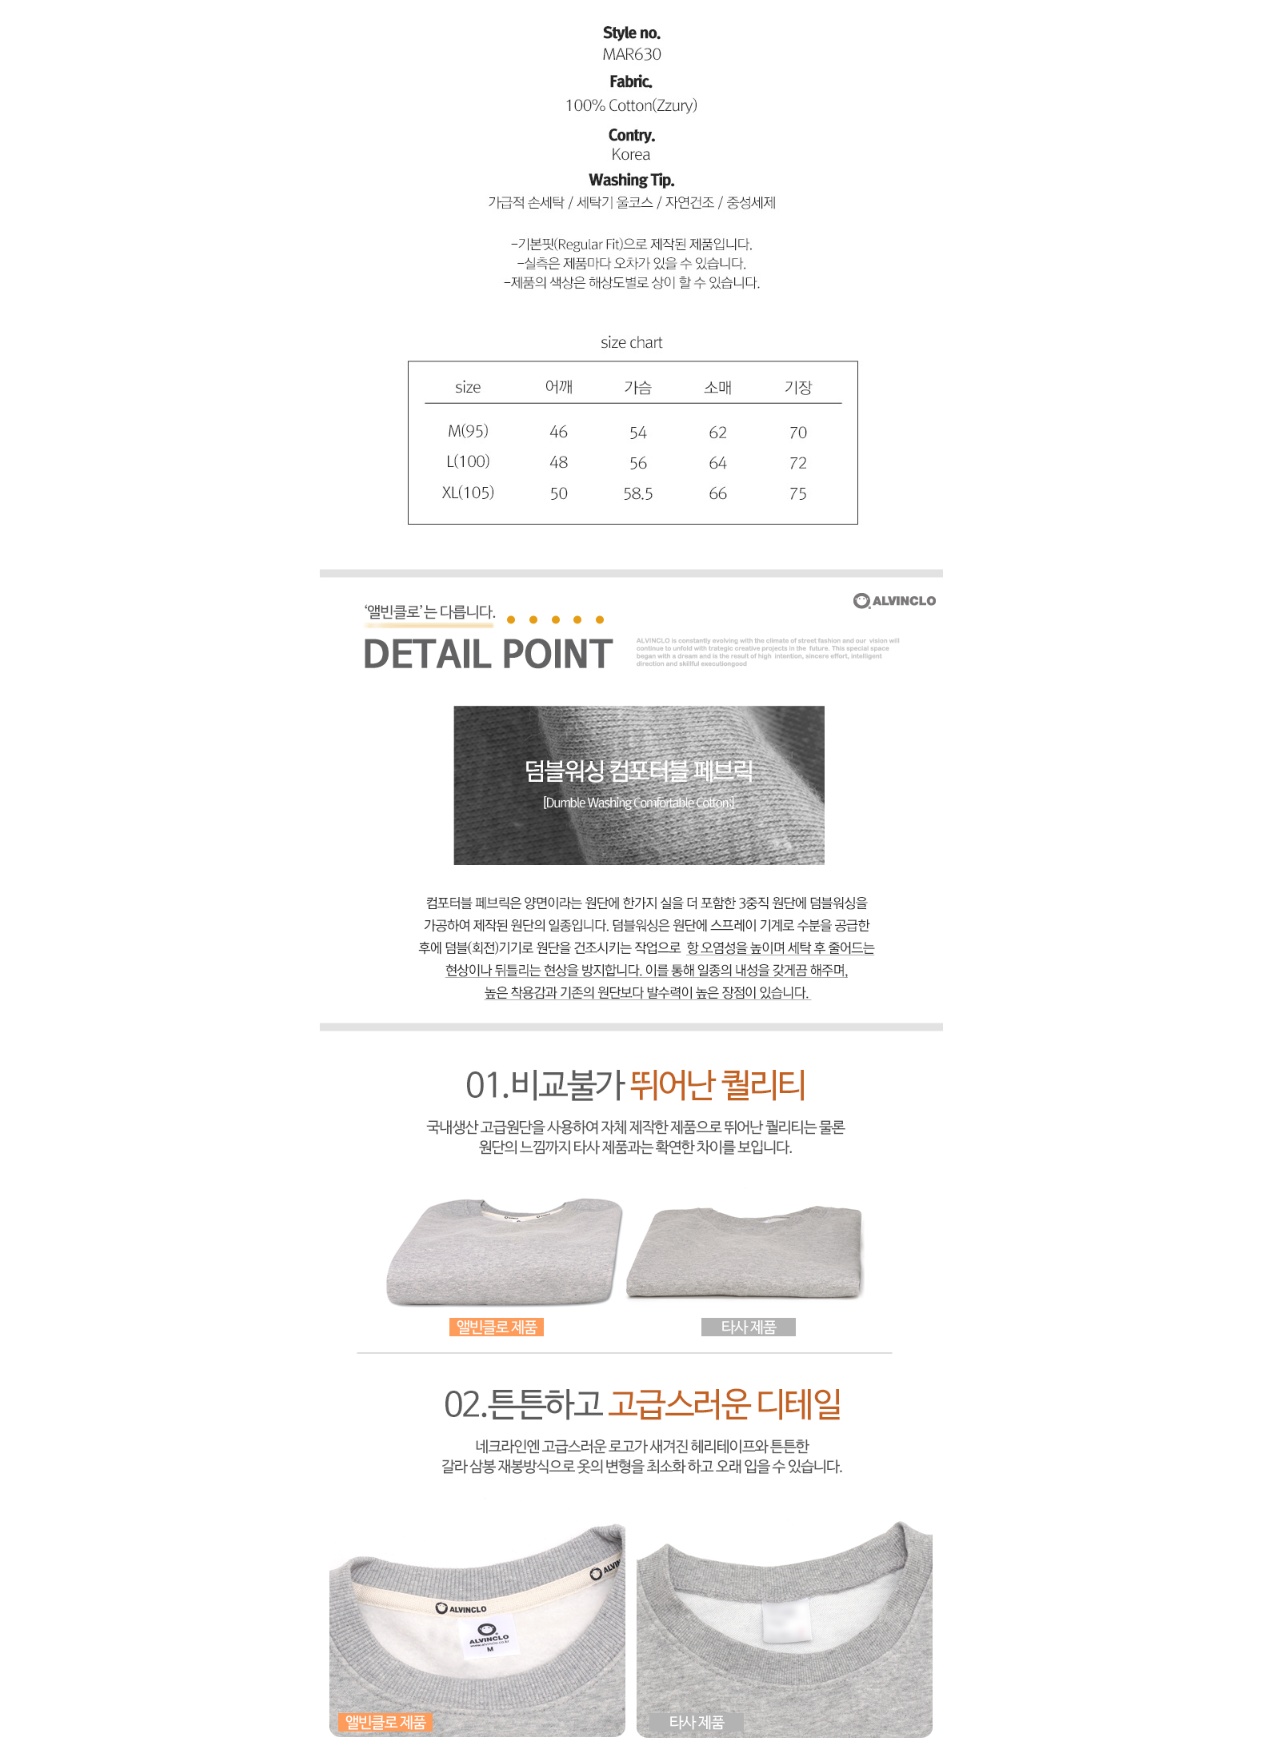 Style no.
MAR630
Fabric.
100% Cotton(Zzury)
Contry.
Korea
Washing Tip.
가급적 손세탁 / 세탁기 울코스 / 자연건조 / 중성세제
-기본핏(Regular Fit)으로 제작된 제품입니다.
-실측은 제품마다 오차가 있을 수 있습니다.
-제품의 색상은 해상도별로 상이 할 수 있습니다.
size chart
size 어깨 가슴 소매 기장
M(95) 46 54 62 70
L(100) 48 56 64 72
XL(105) 50 58.5 66 75
ALVINCLO
'앨빈클로'는 다릅니다.
DETAIL POINT
ALVINCLO is constantly evolving with the climate of street fashion and our vision will
continue to unfold with trategic creative projects in the future. This special space
began with a dream and is the result of high intention, sincere effort, intelligent
direction and skillful executiongood
덤블워싱 컴포터블 페브릭
[Dumble Washing Comfortable Cotton:]
컴포터블 페브릭은 양면이라는 원단에 한가지 실을 더 포함한 3중직 원단에 덤블워싱을
가공하여 제작된 원단의 일종입니다. 덤블워싱은 원단에 스프레이 기계로 수분을 공급한
후에 덤블(회전)기기로 원단을 건조시키는 작업으로 항 오염성을 높이며 세탁 후 줄어드는
현상이나 뒤틀리는 현상을 방지합니다. 이를 통해 일종의 내성을 갖게끔 해주며,
높은 착용감과 기존의 원단보다 발수력이 높은 장점이 있습니다.
01.비교불가 뛰어난 퀄리티
국내생산 고급원단을 사용하여 자체 제작한 제품으로 뛰어난 퀄리티는 물론
원단의 느낌까지 타사 제품과는 확연한 차이를 보입니다.
앨빈클로 제품
타사 제품
02.튼튼하고 고급스러운 디테일
네크라인엔 고급스러운 로고가 새겨진 헤리테이프와 튼튼한
갈라 삼봉 재봉방식으로 옷의 변형을 최소화 하고 오래 입을 수 있습니다.
ALVINCLO
ALVINCLO
M
앨빈클로 제품
타사 제품